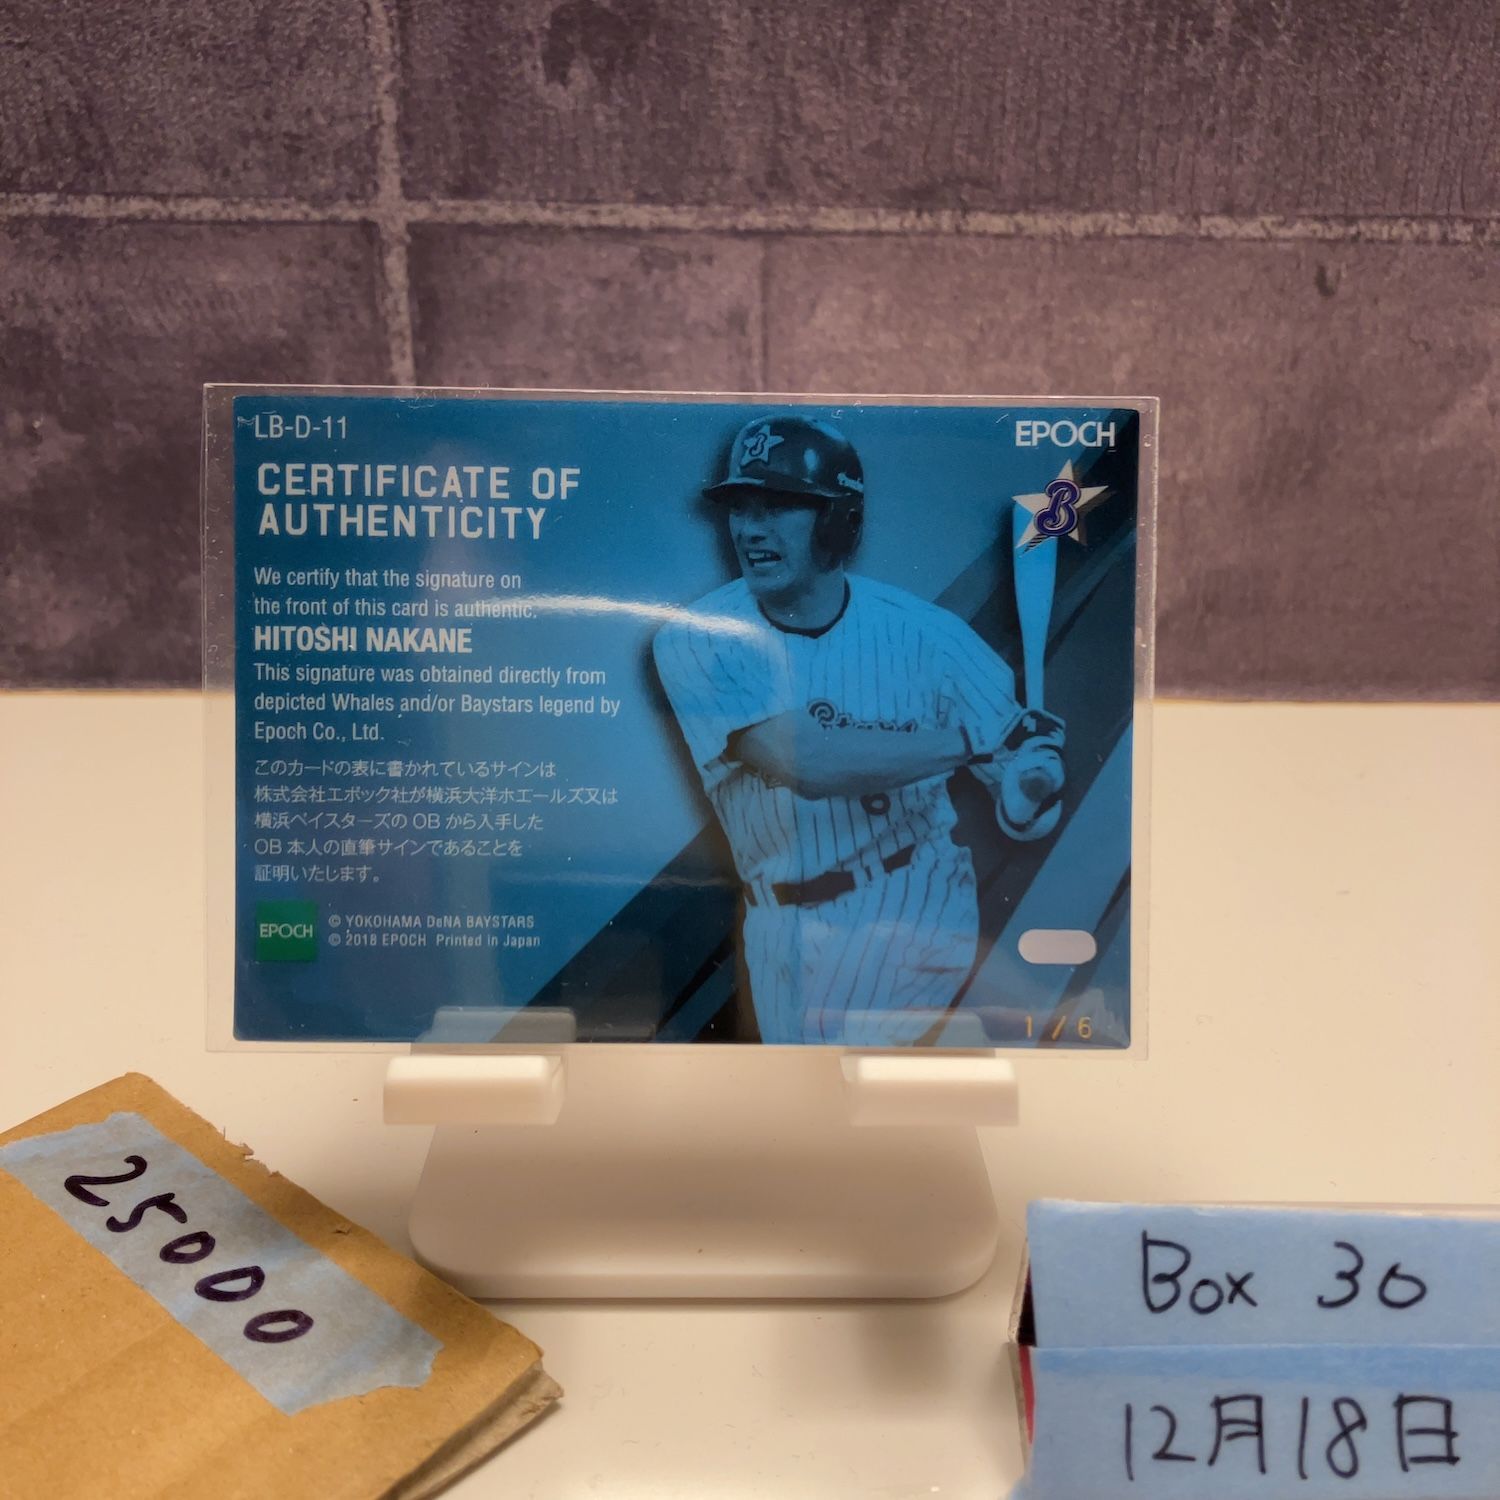 LB-D-11
EPOCH
CERTIFICATE OF
AUTHENTICITY
B
We certify that the signature on
the front of this card is authentic.
HITOSHI NAKANE
This signature was obtained directly from
depicted Whales and/or Baystars legend by
Epoch Co., Ltd.
このカードの表に書かれているサインは
株式会社エポック社が横浜大洋ホエールズ又は
横浜ベイスターズの OB から入手した
OB 本人の直筆サインであることを
証明いたします。
EPOCH
© YOKOHAMA DeNA BAYSTARS
© 2018 EPOCH Printed in Japan
1 / 6
25000
Box 30
12月18日